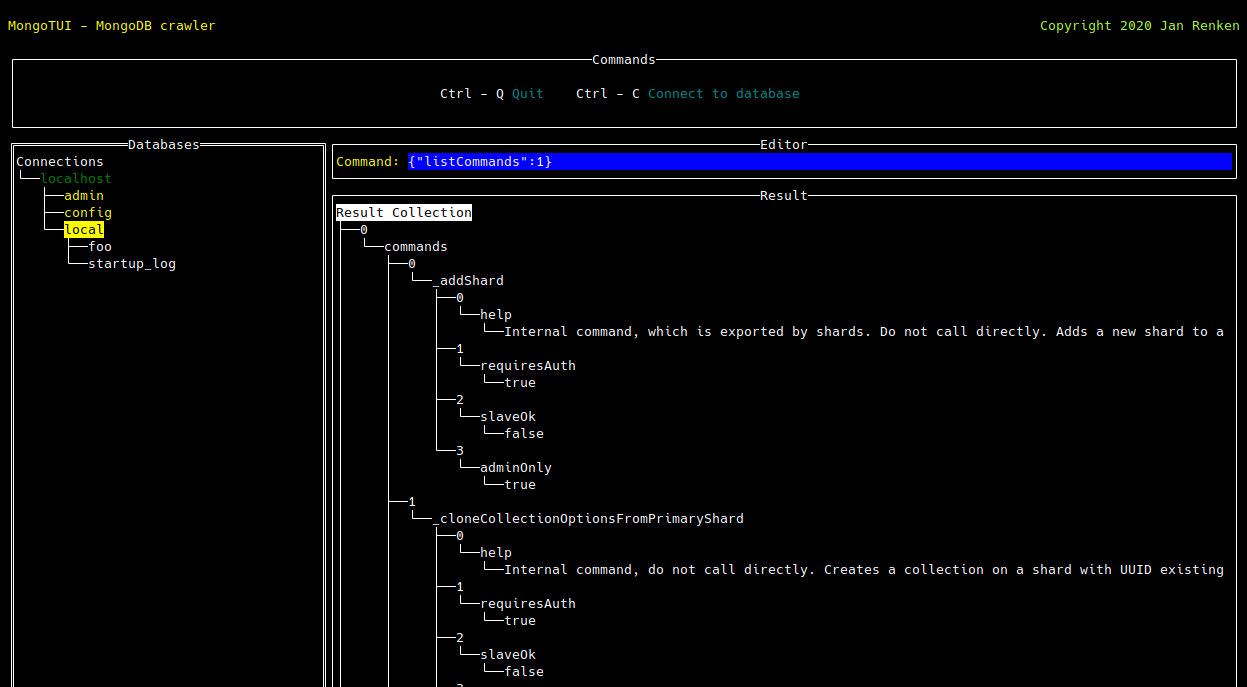 MongoTUI – MongoDB crawler
Copyright 2020 Jan Renken
Commands
Ctrl – Q Quit Ctrl – C Connect to database
Databases
Connections
localhost
admin
config
local
foo
startup_log
Editor
Command: {"listCommands":1}
Result
Result Collection
0
commands
0
_addShard
0
help
Internal command, which is exported by shards. Do not call directly. Adds a new shard to a
1
requiresAuth
true
2
slaveOk
false
3
adminOnly
true
1
_cloneCollectionOptionsFromPrimaryShard
0
help
Internal command, do not call directly. Creates a collection on a shard with UUID existing
1
requiresAuth
true
2
slaveOk
false